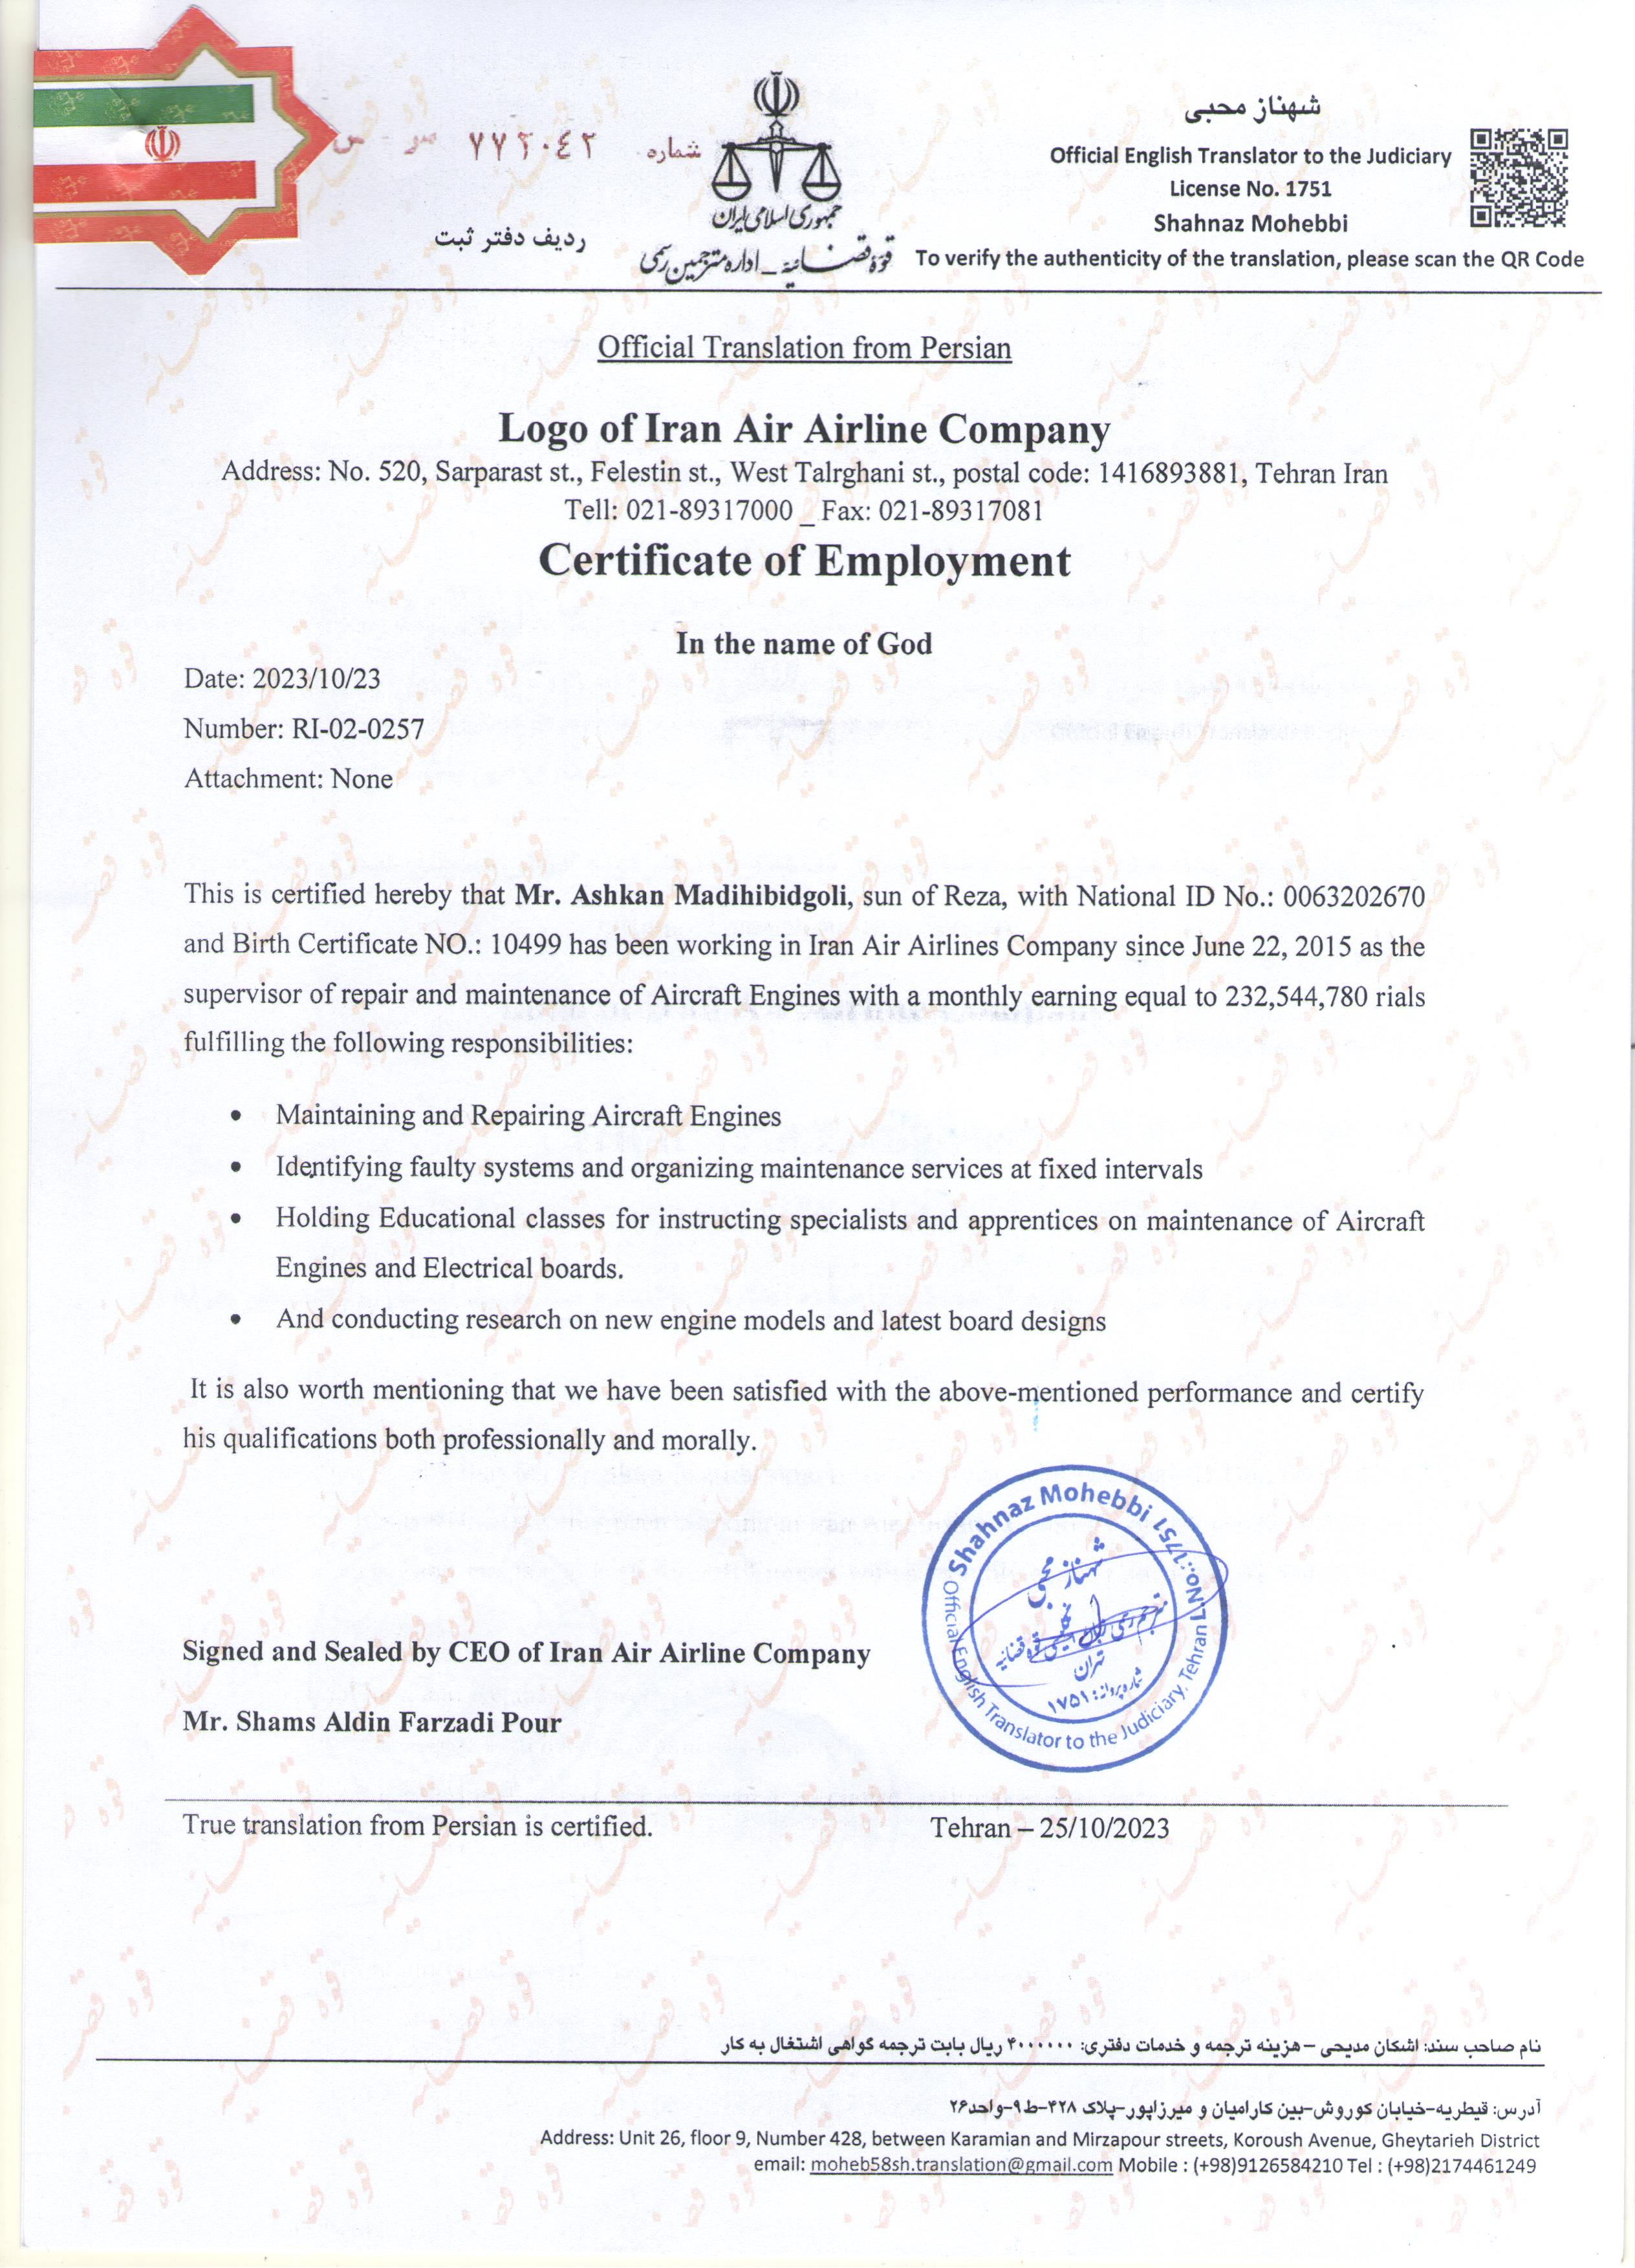 شماره ۷۷۲۰۴۲ س - س
ردیف دفتر ثبت
جمهوری اسلامی ایران
قوه قضائیه - اداره مترجمین رسمی
شهناز محبی
Official English Translator to the Judiciary
License No. 1751
Shahnaz Mohebbi
To verify the authenticity of the translation, please scan the QR Code
Official Translation from Persian
Logo of Iran Air Airline Company
Address: No. 520, Sarparast st., Felestin st., West Talrghani st., postal code: 1416893881, Tehran Iran
Tell: 021-89317000 _ Fax: 021-89317081
Certificate of Employment
In the name of God
Date: 2023/10/23
Number: RI-02-0257
Attachment: None
This is certified hereby that Mr. Ashkan Madihibidgoli, sun of Reza, with National ID No.: 0063202670
and Birth Certificate NO.: 10499 has been working in Iran Air Airlines Company since June 22, 2015 as the
supervisor of repair and maintenance of Aircraft Engines with a monthly earning equal to 232,544,780 rials
fulfilling the following responsibilities:
• Maintaining and Repairing Aircraft Engines
• Identifying faulty systems and organizing maintenance services at fixed intervals
• Holding Educational classes for instructing specialists and apprentices on maintenance of Aircraft
Engines and Electrical boards.
• And conducting research on new engine models and latest board designs
It is also worth mentioning that we have been satisfied with the above-mentioned performance and certify
his qualifications both professionally and morally.
Shahnaz Mohebbi L.No.:1751
Official English Translator to the Judiciary, Tehran
شهناز محبی
تهران
شماره پروانه: ۱۷۵۱
Signed and Sealed by CEO of Iran Air Airline Company
Mr. Shams Aldin Farzadi Pour
True translation from Persian is certified. Tehran – 25/10/2023
نام صاحب سند: اشکان مدیحی – هزینه ترجمه و خدمات دفتری: ۴۰۰۰۰۰۰ ریال بابت ترجمه گواهی اشتغال به کار
آدرس: قیطریه-خیابان کوروش-بین کارامیان و میرزاپور-پلاک ۴۲۸-ط۹-واحد۲۶
Address: Unit 26, floor 9, Number 428, between Karamian and Mirzapour streets, Koroush Avenue, Gheytarieh District
email: moheb58sh.translation@gmail.com Mobile : (+98)9126584210 Tel : (+98)2174461249